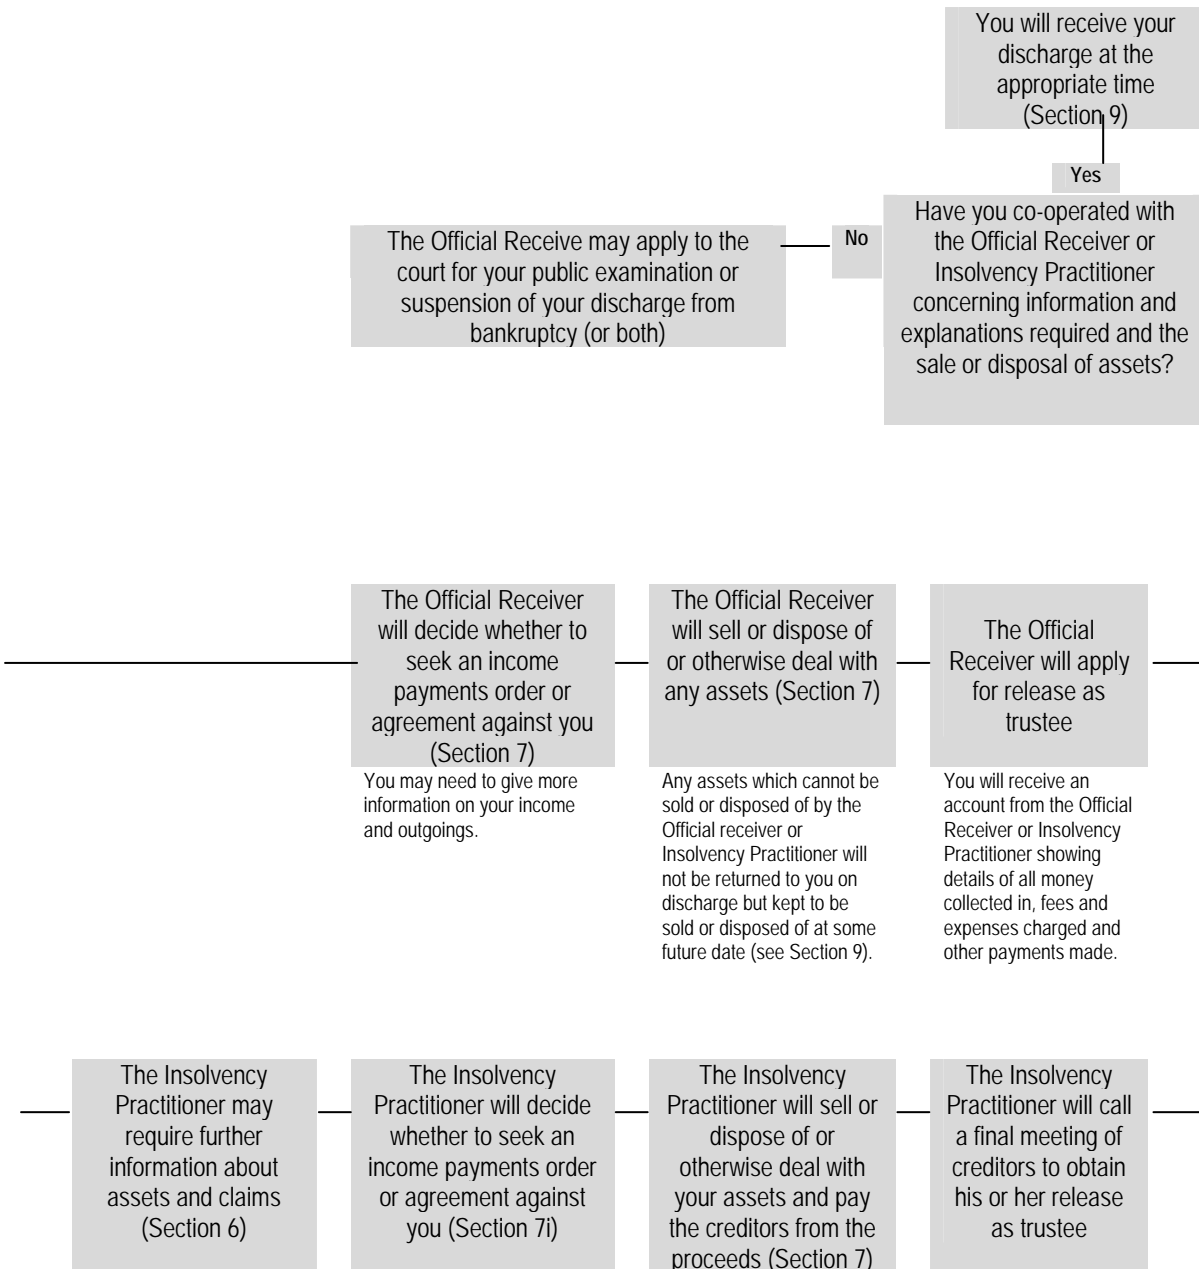 You will receive your
discharge at the
appropriate time
(Section 9)
Yes
Have you co-operated with
the Official Receiver or
Insolvency Practitioner
concerning information and
explanations required and the
sale or disposal of assets?
No
The Official Receive may apply to the
court for your public examination or
suspension of your discharge from
bankruptcy (or both)
The Official Receiver
will decide whether to
seek an income
payments order or
agreement against you
(Section 7)
You may need to give more
information on your income
and outgoings.
The Official Receiver
will sell or dispose of
or otherwise deal with
any assets (Section 7)
Any assets which cannot be
sold or disposed of by the
Official receiver or
Insolvency Practitioner will
not be returned to you on
discharge but kept to be
sold or disposed of at some
future date (see Section 9).
The Official
Receiver will apply
for release as
trustee
You will receive an
account from the Official
Receiver or Insolvency
Practitioner showing
details of all money
collected in, fees and
expenses charged and
other payments made.
The Insolvency
Practitioner may
require further
information about
assets and claims
(Section 6)
The Insolvency
Practitioner will decide
whether to seek an
income payments order
or agreement against
you (Section 7i)
The Insolvency
Practitioner will sell or
dispose of or
otherwise deal with
your assets and pay
the creditors from the
proceeds (Section 7)
The Insolvency
Practitioner will call
a final meeting of
creditors to obtain
his or her release
as trustee